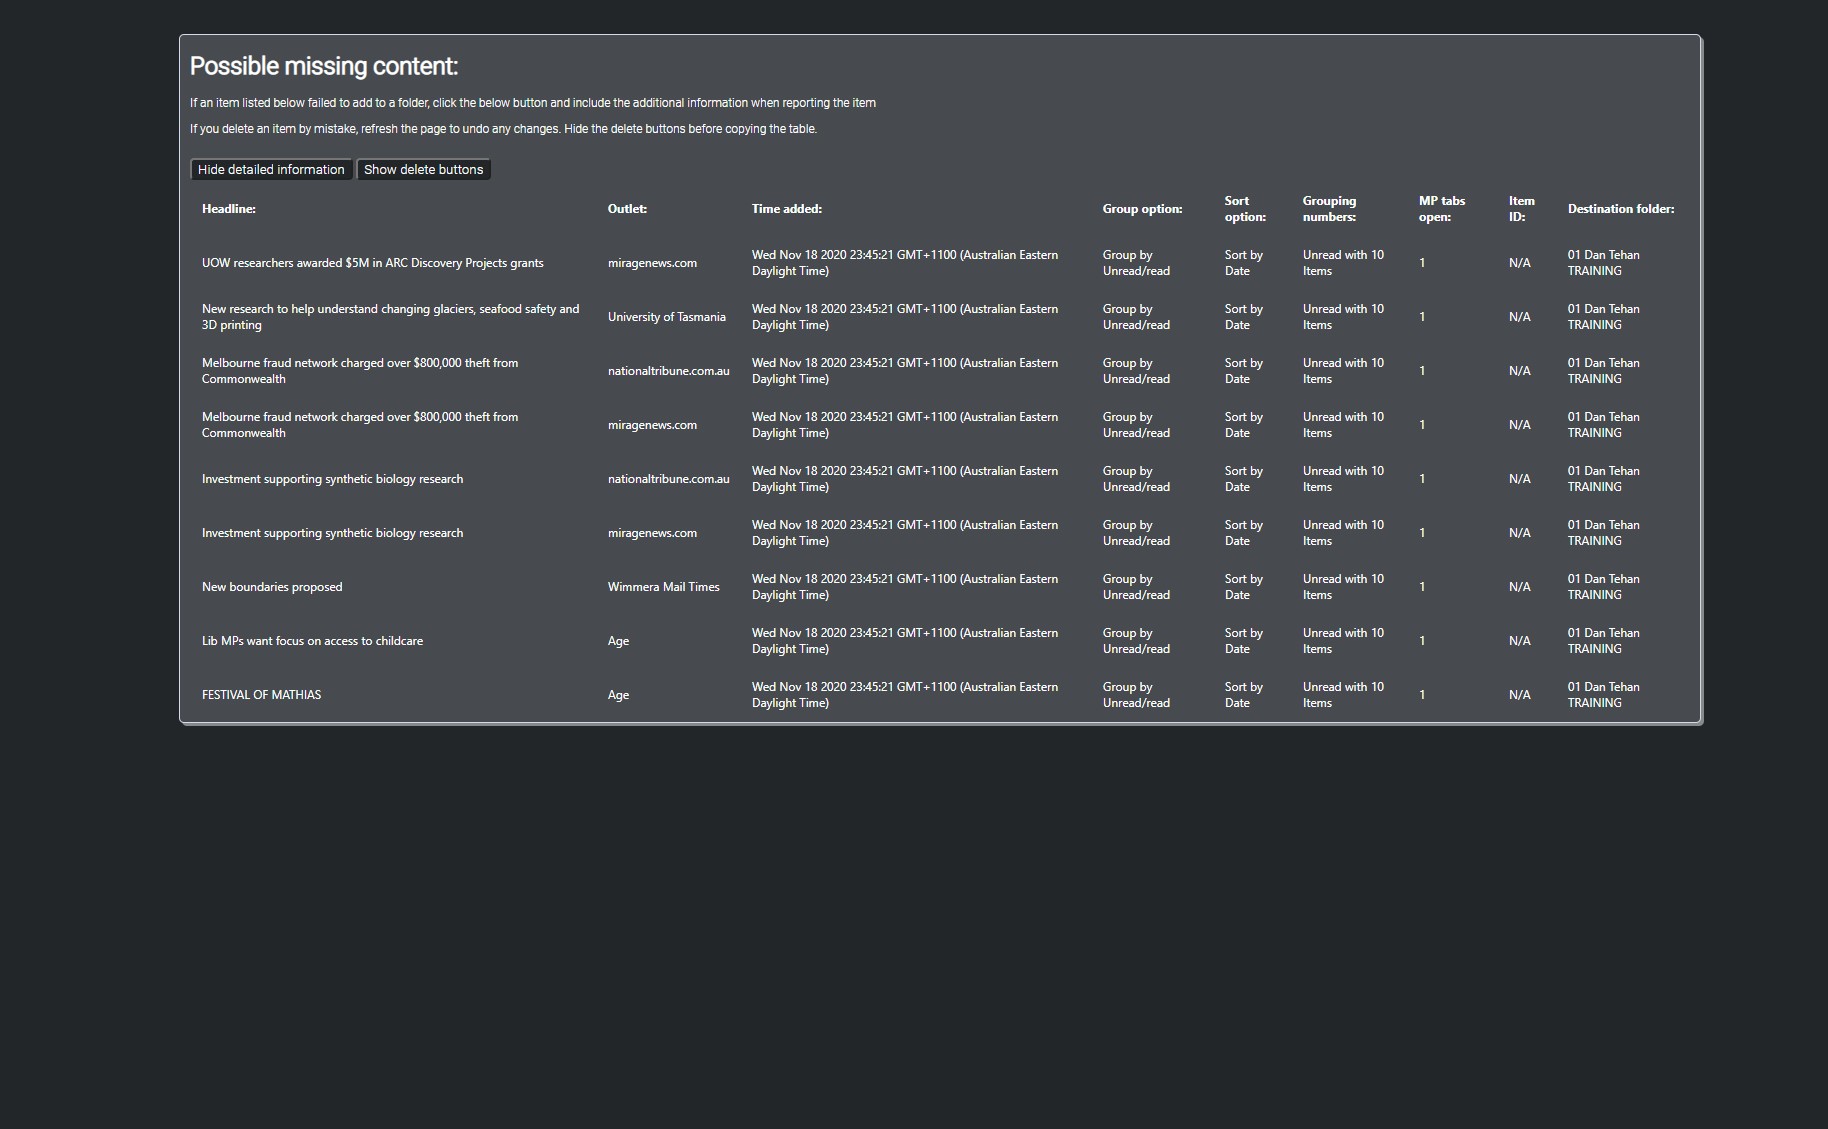 Possible missing content:
If an item listed below failed to add to a folder, click the below button and include the additional information when reporting the item
If you delete an item by mistake, refresh the page to undo any changes. Hide the delete buttons before copying the table.
Hide detailed information Show delete buttons
Headline: Outlet: Time added: Group option: Sort option: Grouping numbers: MP tabs open: Item ID: Destination folder:
UOW researchers awarded $5M in ARC Discovery Projects grants miragenews.com Wed Nov 18 2020 23:45:21 GMT+1100 (Australian Eastern Daylight Time) Group by Unread/read Sort by Date Unread with 10 Items 1 N/A 01 Dan Tehan TRAINING
New research to help understand changing glaciers, seafood safety and 3D printing University of Tasmania Wed Nov 18 2020 23:45:21 GMT+1100 (Australian Eastern Daylight Time) Group by Unread/read Sort by Date Unread with 10 Items 1 N/A 01 Dan Tehan TRAINING
Melbourne fraud network charged over $800,000 theft from Commonwealth nationaltribune.com.au Wed Nov 18 2020 23:45:21 GMT+1100 (Australian Eastern Daylight Time) Group by Unread/read Sort by Date Unread with 10 Items 1 N/A 01 Dan Tehan TRAINING
Melbourne fraud network charged over $800,000 theft from Commonwealth miragenews.com Wed Nov 18 2020 23:45:21 GMT+1100 (Australian Eastern Daylight Time) Group by Unread/read Sort by Date Unread with 10 Items 1 N/A 01 Dan Tehan TRAINING
Investment supporting synthetic biology research nationaltribune.com.au Wed Nov 18 2020 23:45:21 GMT+1100 (Australian Eastern Daylight Time) Group by Unread/read Sort by Date Unread with 10 Items 1 N/A 01 Dan Tehan TRAINING
Investment supporting synthetic biology research miragenews.com Wed Nov 18 2020 23:45:21 GMT+1100 (Australian Eastern Daylight Time) Group by Unread/read Sort by Date Unread with 10 Items 1 N/A 01 Dan Tehan TRAINING
New boundaries proposed Wimmera Mail Times Wed Nov 18 2020 23:45:21 GMT+1100 (Australian Eastern Daylight Time) Group by Unread/read Sort by Date Unread with 10 Items 1 N/A 01 Dan Tehan TRAINING
Lib MPs want focus on access to childcare Age Wed Nov 18 2020 23:45:21 GMT+1100 (Australian Eastern Daylight Time) Group by Unread/read Sort by Date Unread with 10 Items 1 N/A 01 Dan Tehan TRAINING
FESTIVAL OF MATHIAS Age Wed Nov 18 2020 23:45:21 GMT+1100 (Australian Eastern Daylight Time) Group by Unread/read Sort by Date Unread with 10 Items 1 N/A 01 Dan Tehan TRAINING